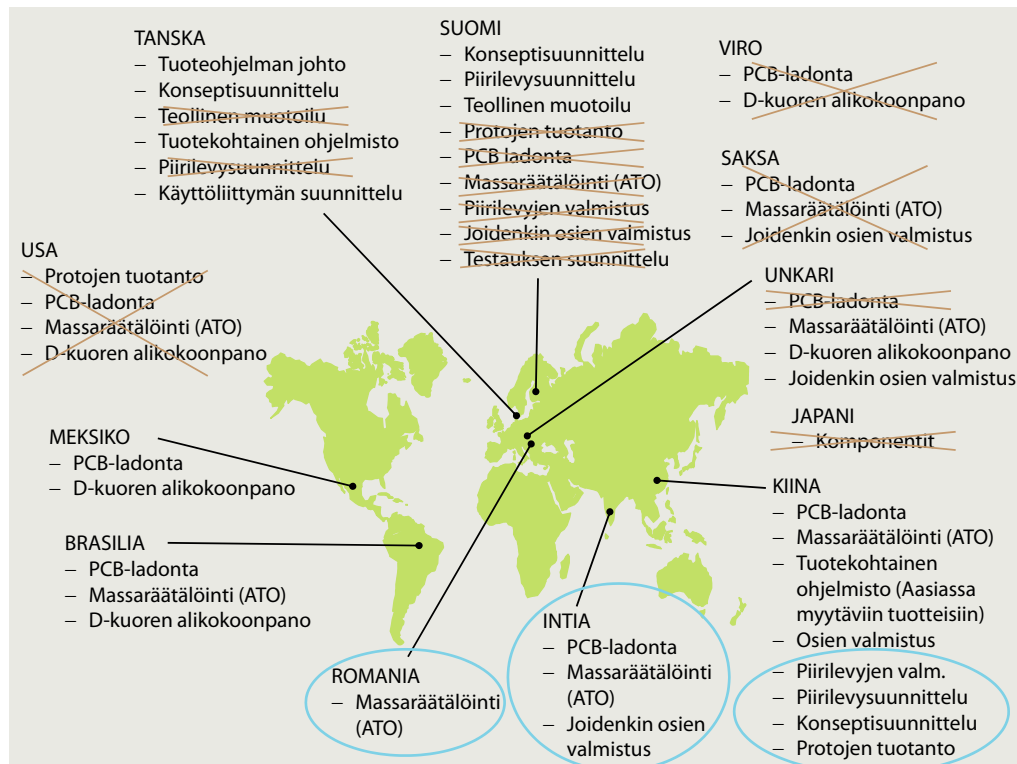 TANSKA
– Tuoteohjelman johto
– Konseptisuunnittelu
– Teollinen muotoilu
– Tuotekohtainen ohjelmisto
– Piirilevysuunnittelu
– Käyttöliittymän suunnittelu
SUOMI
– Konseptisuunnittelu
– Piirilevysuunnittelu
– Teollinen muotoilu
– Protojen tuotanto
– PCB ladonta
– Massaräätälöinti (ATO)
– Piirilevyjen valmistus
– Joidenkin osien valmistus
– Testauksen suunnittelu
VIRO
– PCB-ladonta
– D-kuoren alikokoonpano
SAKSA
– PCB-ladonta
– Massaräätälöinti (ATO)
– Joidenkin osien valmistus
USA
– Protojen tuotanto
– PCB-ladonta
– Massaräätälöinti (ATO)
– D-kuoren alikokoonpano
UNKARI
– PCB-ladonta
– Massaräätälöinti (ATO)
– D-kuoren alikokoonpano
– Joidenkin osien valmistus
JAPANI
– Komponentit
MEKSIKO
– PCB-ladonta
– D-kuoren alikokoonpano
KIINA
– PCB-ladonta
– Massaräätälöinti (ATO)
– Tuotekohtainen
ohjelmisto (Aasiassa
myytäviin tuotteisiin)
– Osien valmistus
– Piirilevyjen valm.
– Piirilevysuunnittelu
– Konseptisuunnittelu
– Protojen tuotanto
BRASILIA
– PCB-ladonta
– Massaräätälöinti (ATO)
– D-kuoren alikokoonpano
ROMANIA
– Massaräätälöinti
(ATO)
INTIA
– PCB-ladonta
– Massaräätälöinti
(ATO)
– Joidenkin osien
valmistus